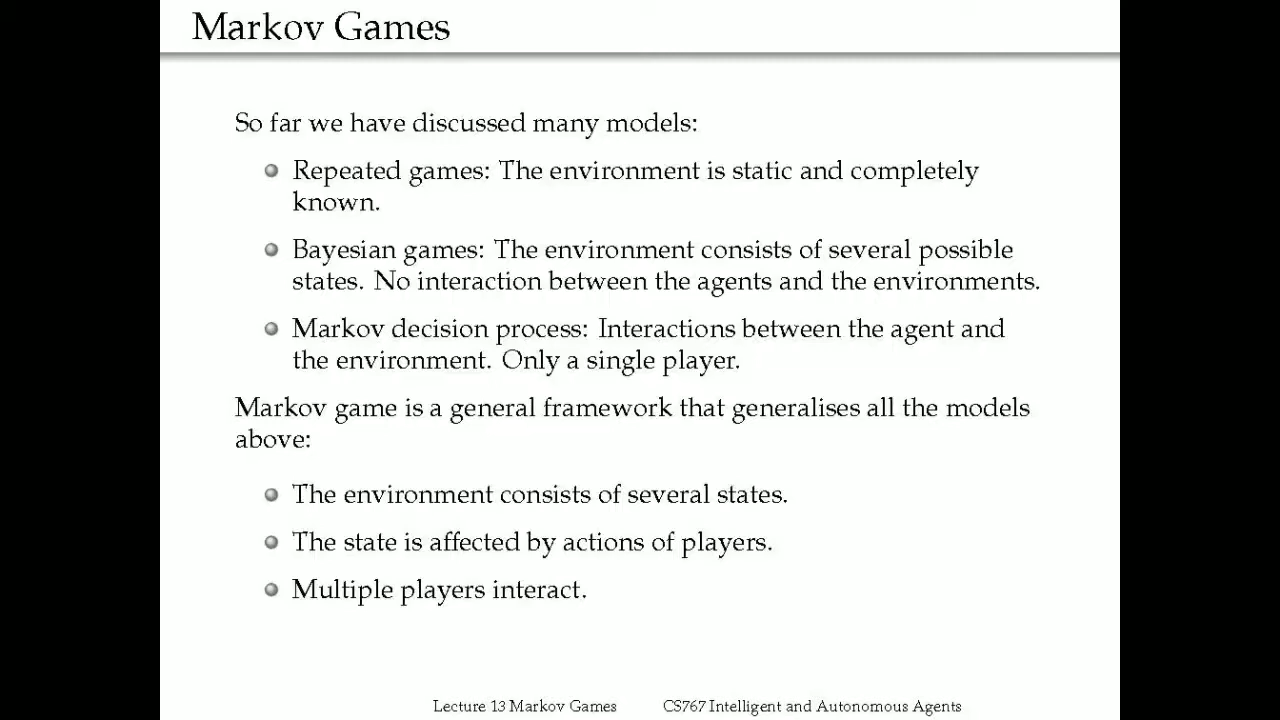 Markov Games
So far we have discussed many models:
Repeated games: The environment is static and completely
known.
Bayesian games: The environment consists of several possible
states. No interaction between the agents and the environments.
Markov decision process: Interactions between the agent and
the environment. Only a single player.
Markov game is a general framework that generalises all the models
above:
The environment consists of several states.
The state is affected by actions of players.
Multiple players interact.
Lecture 13 Markov Games CS767 Intelligent and Autonomous Agents